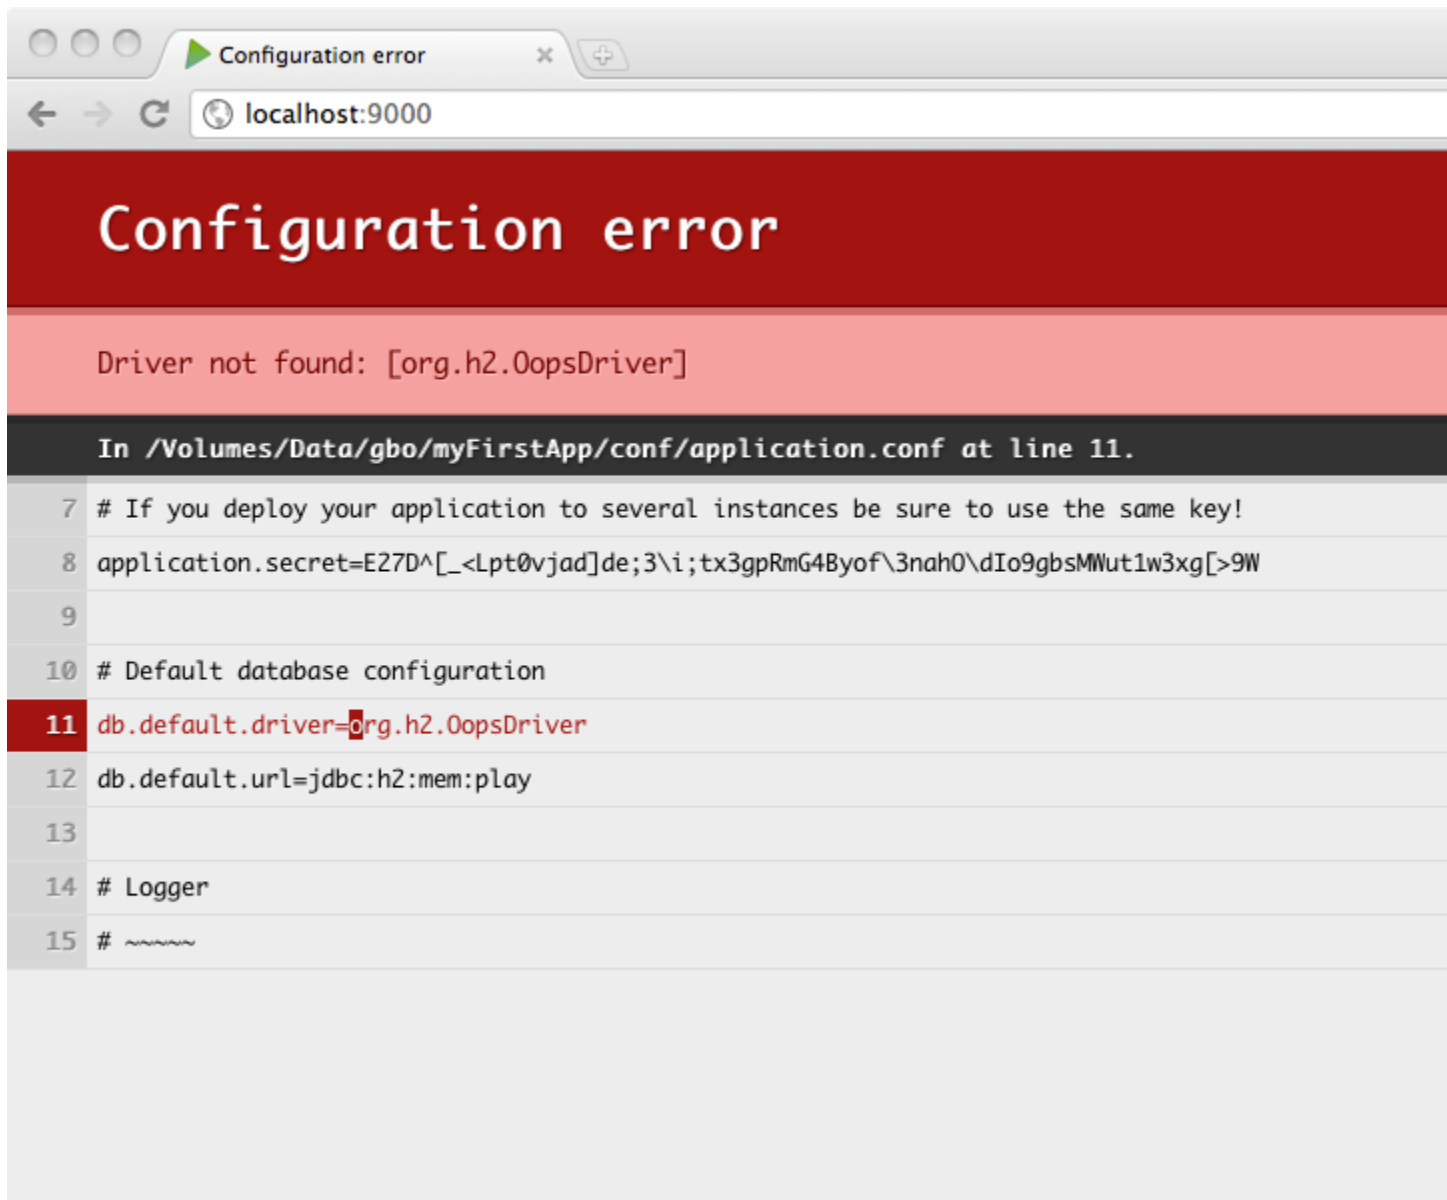 Configuration error
localhost:9000
Configuration error
Driver not found: [org.h2.OopsDriver]
In /Volumes/Data/gbo/myFirstApp/conf/application.conf at line 11.
7 # If you deploy your application to several instances be sure to use the same key!
8 application.secret=E27D^[_<Lpt0vjad]de;3\i;tx3gpRmG4Byof\3nahO\dIo9gbsMWut1w3xg[>9W
9
10 # Default database configuration
11 db.default.driver=org.h2.OopsDriver
12 db.default.url=jdbc:h2:mem:play
13
14 # Logger
15 # ~~~~~